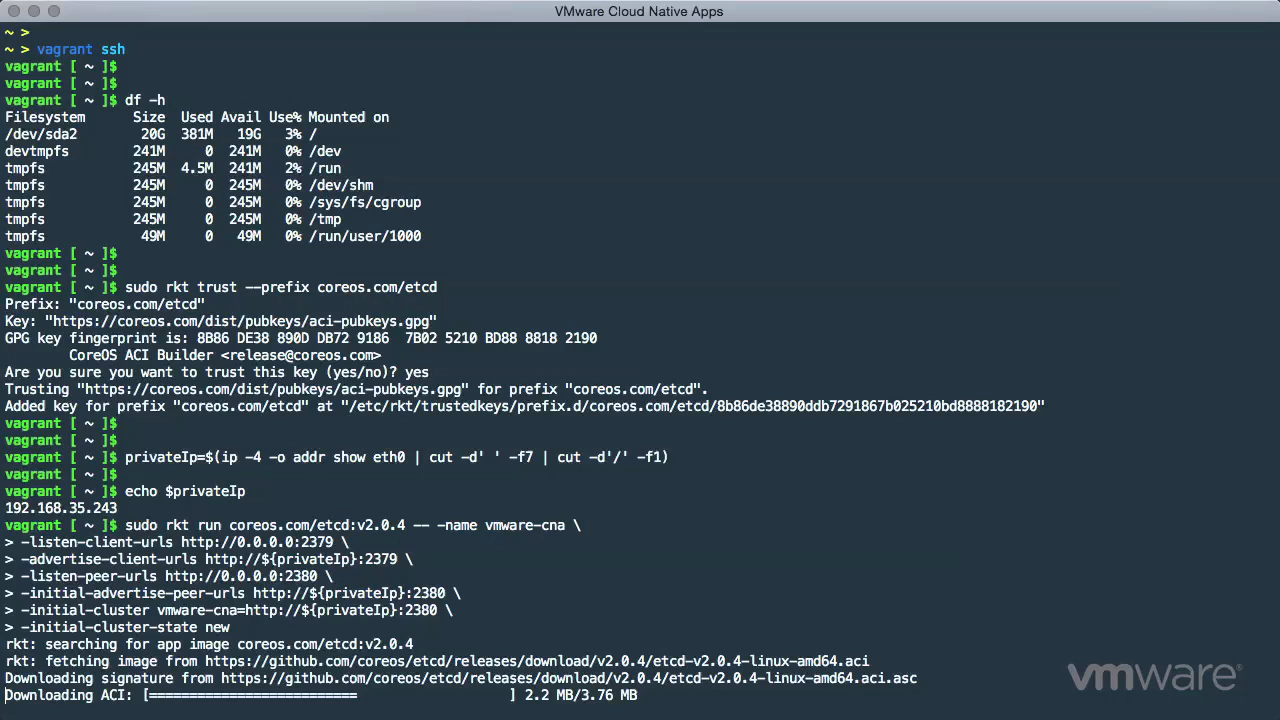 VMware Cloud Native Apps
~ >
~ > vagrant ssh
vagrant [ ~ ]$
vagrant [ ~ ]$
vagrant [ ~ ]$ df -h
Filesystem      Size  Used Avail Use% Mounted on
/dev/sda2        20G  381M   19G   3% /
devtmpfs        241M     0  241M   0% /dev
tmpfs           245M  4.5M  241M   2% /run
tmpfs           245M     0  245M   0% /dev/shm
tmpfs           245M     0  245M   0% /sys/fs/cgroup
tmpfs           245M     0  245M   0% /tmp
tmpfs            49M     0   49M   0% /run/user/1000
vagrant [ ~ ]$
vagrant [ ~ ]$
vagrant [ ~ ]$ sudo rkt trust --prefix coreos.com/etcd
Prefix: "coreos.com/etcd"
Key: "https://coreos.com/dist/pubkeys/aci-pubkeys.gpg"
GPG key fingerprint is: 8B86 DE38 890D DB72 9186  7B02 5210 BD88 8818 2190
        CoreOS ACI Builder <release@coreos.com>
Are you sure you want to trust this key (yes/no)? yes
Trusting "https://coreos.com/dist/pubkeys/aci-pubkeys.gpg" for prefix "coreos.com/etcd".
Added key for prefix "coreos.com/etcd" at "/etc/rkt/trustedkeys/prefix.d/coreos.com/etcd/8b86de38890ddb7291867b025210bd8888182190"
vagrant [ ~ ]$
vagrant [ ~ ]$
vagrant [ ~ ]$ privateIp=$(ip -4 -o addr show eth0 | cut -d' ' -f7 | cut -d'/' -f1)
vagrant [ ~ ]$
vagrant [ ~ ]$ echo $privateIp
192.168.35.243
vagrant [ ~ ]$ sudo rkt run coreos.com/etcd:v2.0.4 -- -name vmware-cna \
> -listen-client-urls http://0.0.0.0:2379 \
> -advertise-client-urls http://${privateIp}:2379 \
> -listen-peer-urls http://0.0.0.0:2380 \
> -initial-advertise-peer-urls http://${privateIp}:2380 \
> -initial-cluster vmware-cna=http://${privateIp}:2380 \
> -initial-cluster-state new
rkt: searching for app image coreos.com/etcd:v2.0.4
rkt: fetching image from https://github.com/coreos/etcd/releases/download/v2.0.4/etcd-v2.0.4-linux-amd64.aci
Downloading signature from https://github.com/coreos/etcd/releases/download/v2.0.4/etcd-v2.0.4-linux-amd64.aci.asc
Downloading ACI: [==========================                   ] 2.2 MB/3.76 MB
vmware®